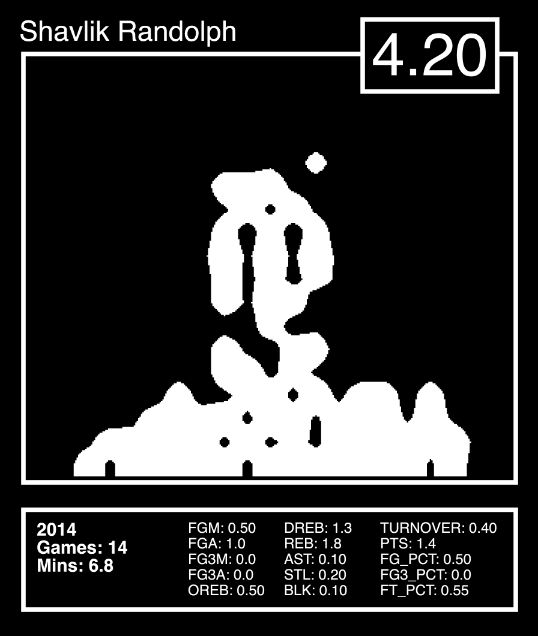 Shavlik Randolph
4.20
2014
Games: 14
Mins: 6.8
FGM: 0.50
FGA: 1.0
FG3M: 0.0
FG3A: 0.0
OREB: 0.50
DREB: 1.3
REB: 1.8
AST: 0.10
STL: 0.20
BLK: 0.10
TURNOVER: 0.40
PTS: 1.4
FG_PCT: 0.50
FG3_PCT: 0.0
FT_PCT: 0.55